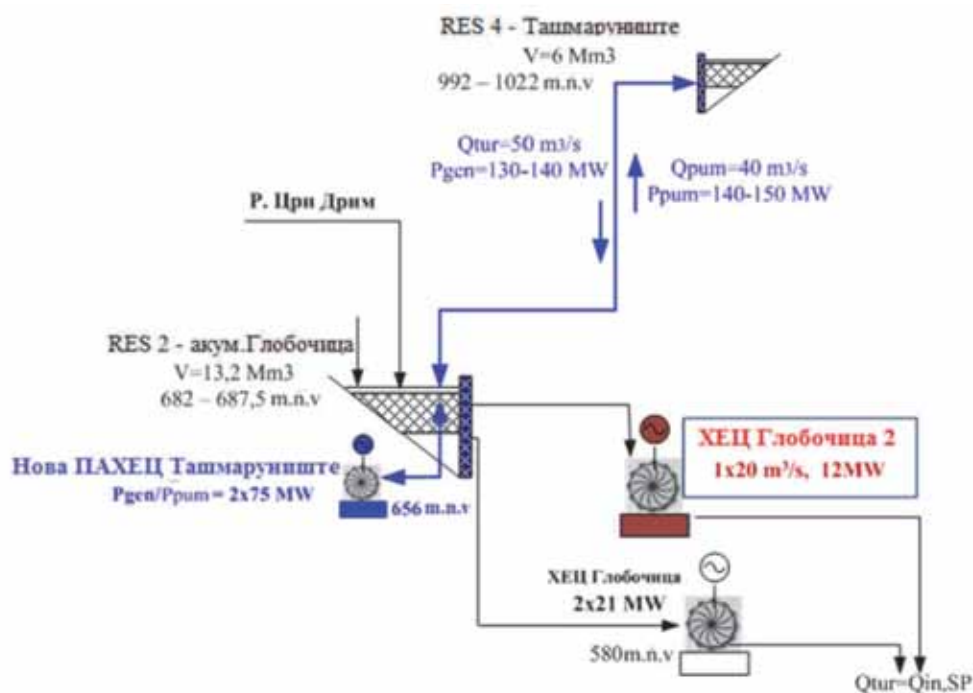 RES 4 - Ташмаруниште
V=6 Mm3
992 – 1022 m.n.v
Qtur=50 m3/s
Pgen=130-140 MW
Qpum=40 m3/s
Ppum=140-150 MW
Р. Црн Дрим
RES 2 - акум.Глобочица
V=13,2 Mm3
682 – 687,5 m.n.v
Нова ПАХЕЦ Ташмаруниште
Pgen/Ppum = 2x75 MW
656 m.n.v
ХЕЦ Глобочица 2
1x20 m³/s, 12MW
ХЕЦ Глобочица
2x21 MW
580m.n.v
Qtur=Qin,SP